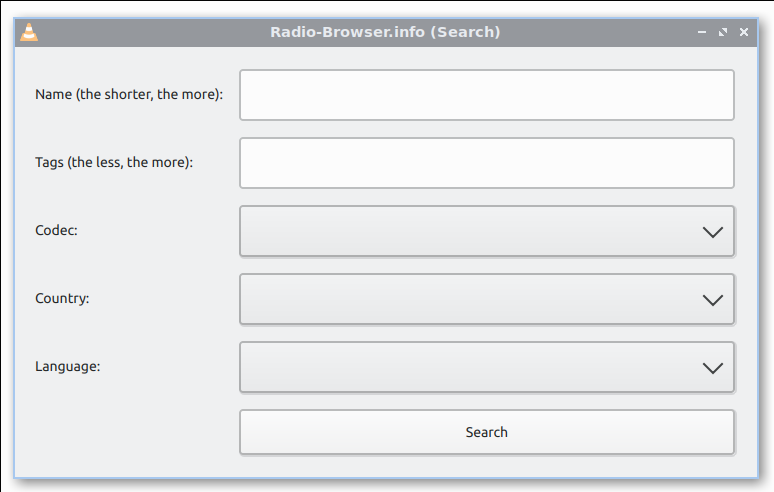 Radio-Browser.info (Search)
Name (the shorter, the more):
Tags (the less, the more):
Codec:
Country:
Language:
Search